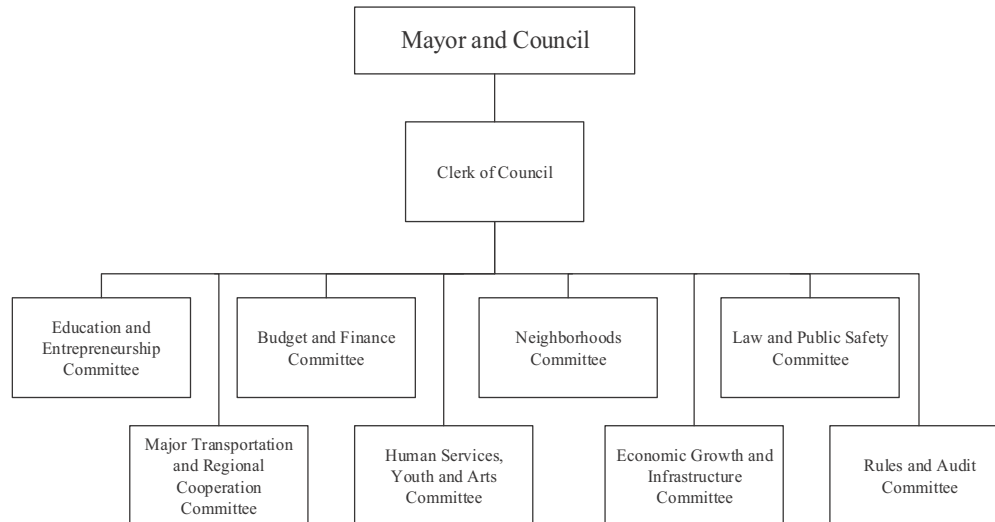 Mayor and Council
Clerk of Council
Education and
Entrepreneurship
Committee
Budget and Finance
Committee
Neighborhoods
Committee
Law and Public Safety
Committee
Major Transportation
and Regional
Cooperation
Committee
Human Services,
Youth and Arts
Committee
Economic Growth and
Infrastructure
Committee
Rules and Audit
Committee